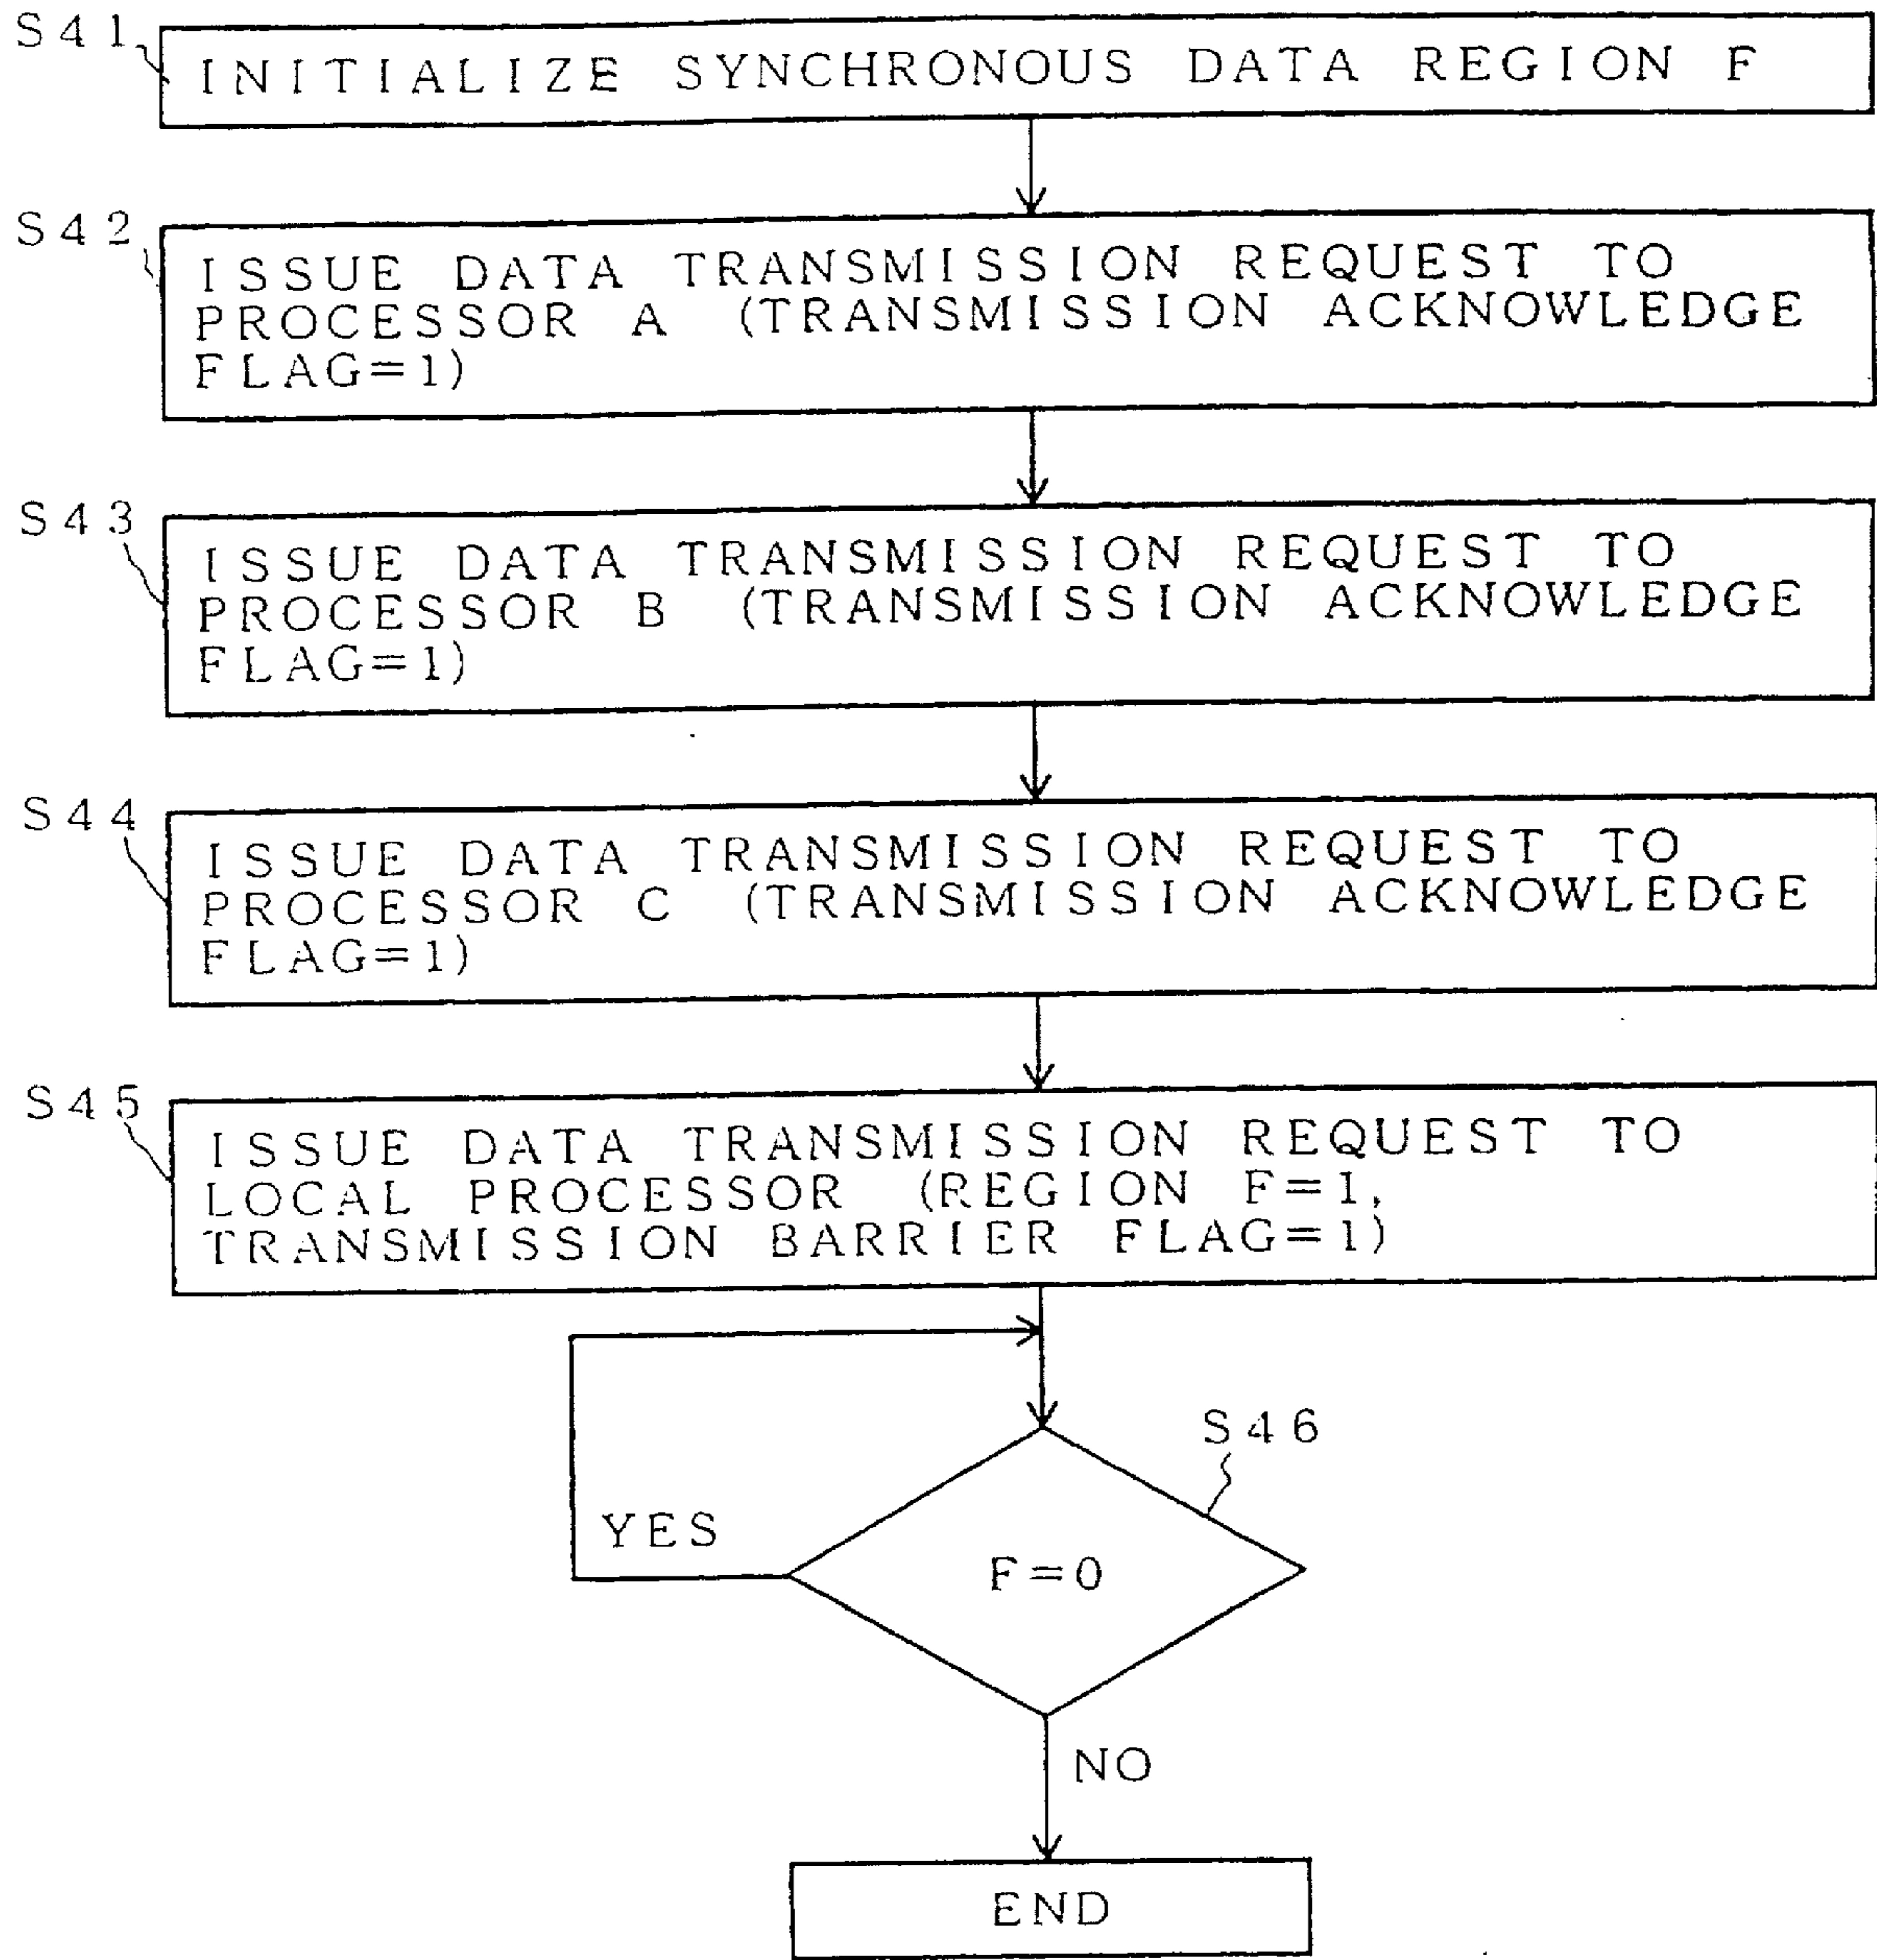 S41
INITIALIZE SYNCHRONOUS DATA REGION F
S42
ISSUE DATA TRANSMISSION REQUEST TO
PROCESSOR A (TRANSMISSION ACKNOWLEDGE
FLAG=1)
S43
ISSUE DATA TRANSMISSION REQUEST TO
PROCESSOR B (TRANSMISSION ACKNOWLEDGE
FLAG=1)
S44
ISSUE DATA TRANSMISSION REQUEST TO
PROCESSOR C (TRANSMISSION ACKNOWLEDGE
FLAG=1)
S45
ISSUE DATA TRANSMISSION REQUEST TO
LOCAL PROCESSOR (REGION F=1,
TRANSMISSION BARRIER FLAG=1)
S46
YES
F=0
NO
END